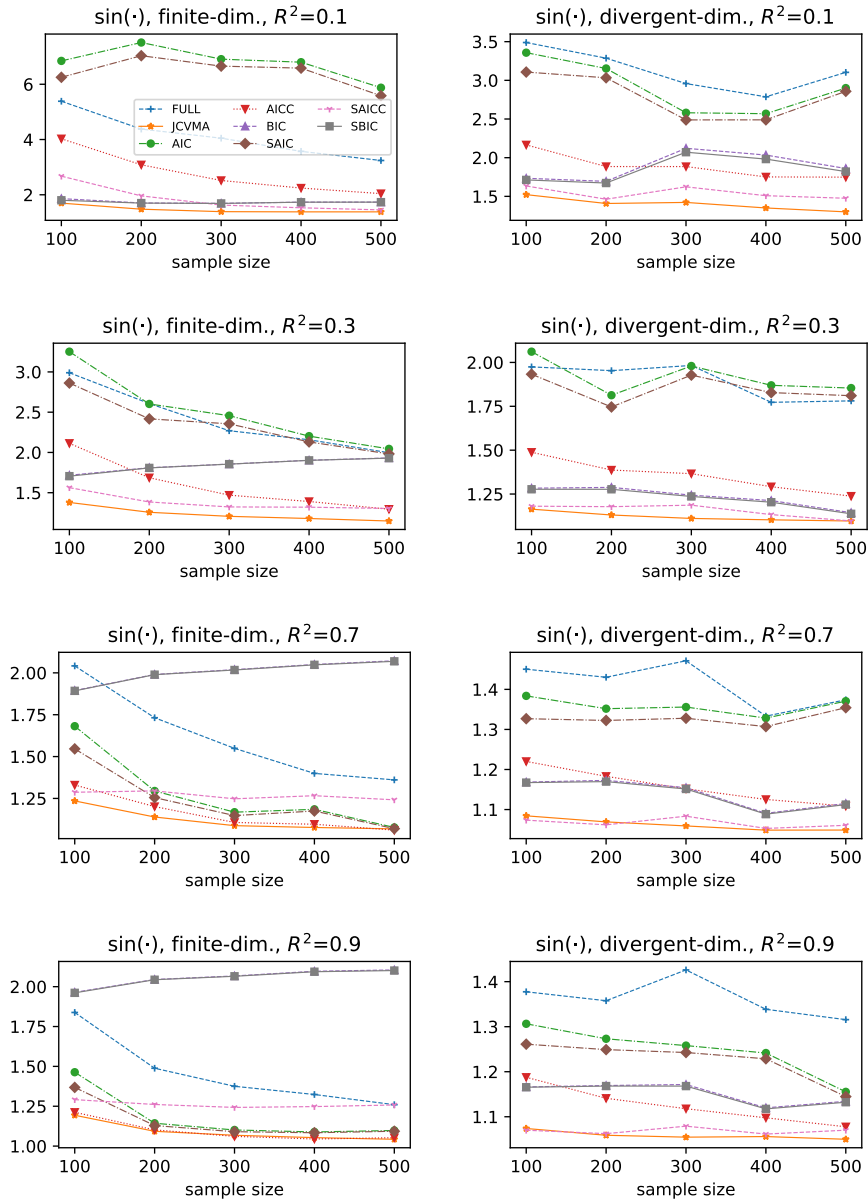 sin(·), finite-dim., R²=0.1
6
4
2
FULL
JCVMA
AIC
AICC
BIC
SAIC
SAICC
SBIC
100 200 300 400 500
sample size
sin(·), divergent-dim., R²=0.1
3.5
3.0
2.5
2.0
1.5
100 200 300 400 500
sample size
sin(·), finite-dim., R²=0.3
3.0
2.5
2.0
1.5
100 200 300 400 500
sample size
sin(·), divergent-dim., R²=0.3
2.00
1.75
1.50
1.25
100 200 300 400 500
sample size
sin(·), finite-dim., R²=0.7
2.00
1.75
1.50
1.25
100 200 300 400 500
sample size
sin(·), divergent-dim., R²=0.7
1.4
1.3
1.2
1.1
100 200 300 400 500
sample size
sin(·), finite-dim., R²=0.9
2.00
1.75
1.50
1.25
1.00
100 200 300 400 500
sample size
sin(·), divergent-dim., R²=0.9
1.4
1.3
1.2
1.1
100 200 300 400 500
sample size